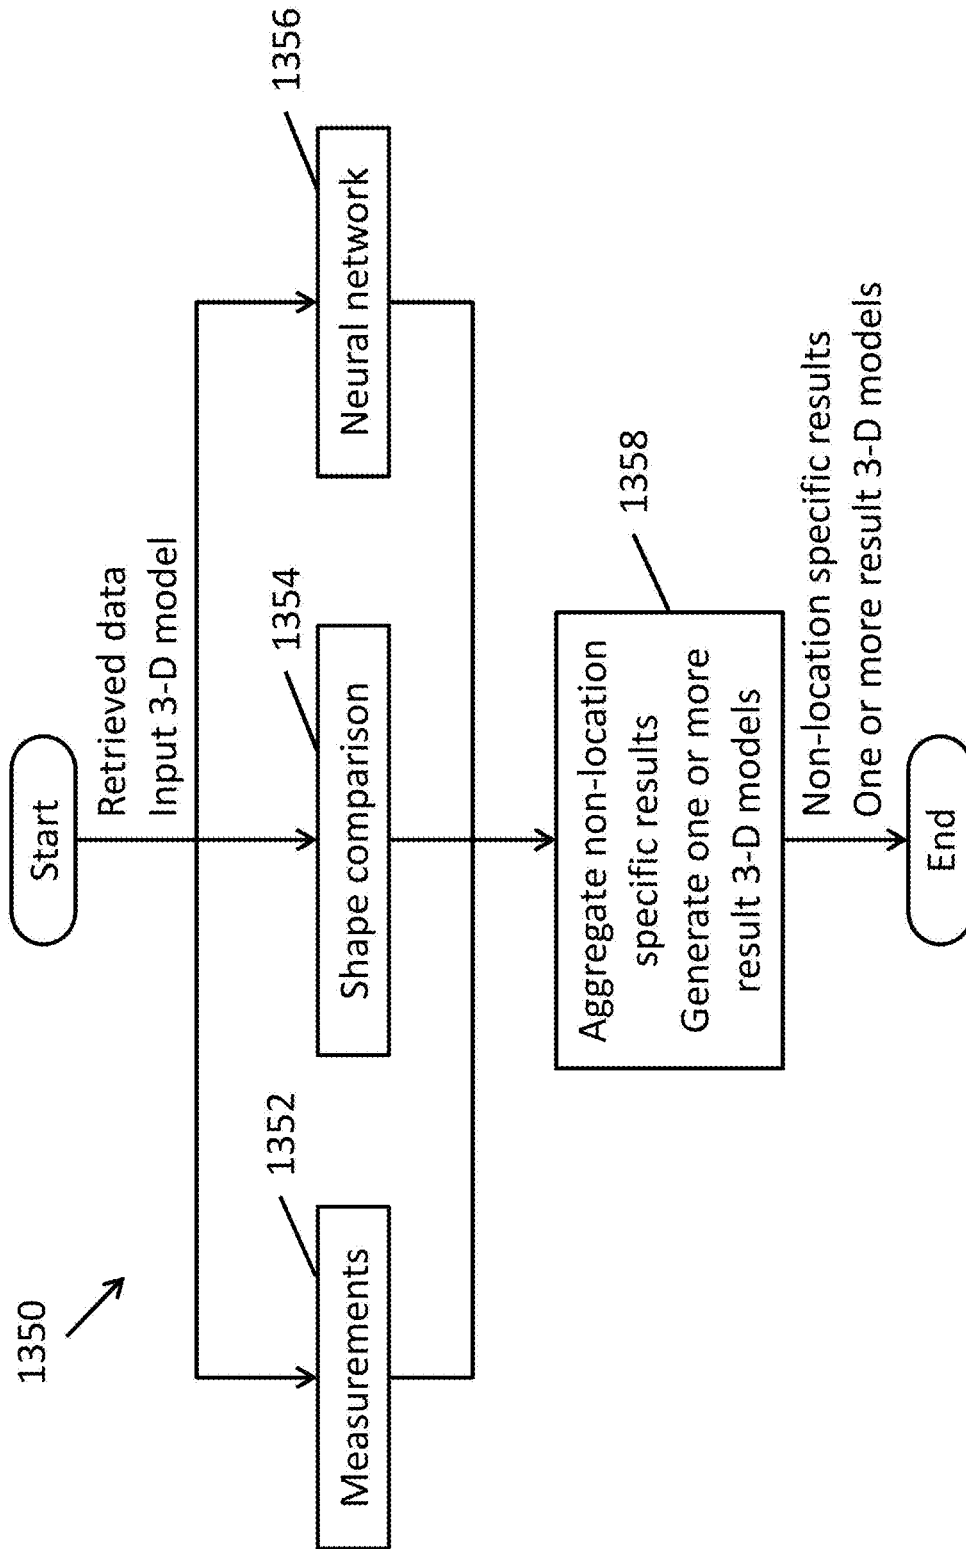 1350
Start
Retrieved data
Input 3-D model
1352
Measurements
1354
Shape comparison
1356
Neural network
1358
Aggregate non-location
specific results
Generate one or more
result 3-D models
Non-location specific results
One or more result 3-D models
End